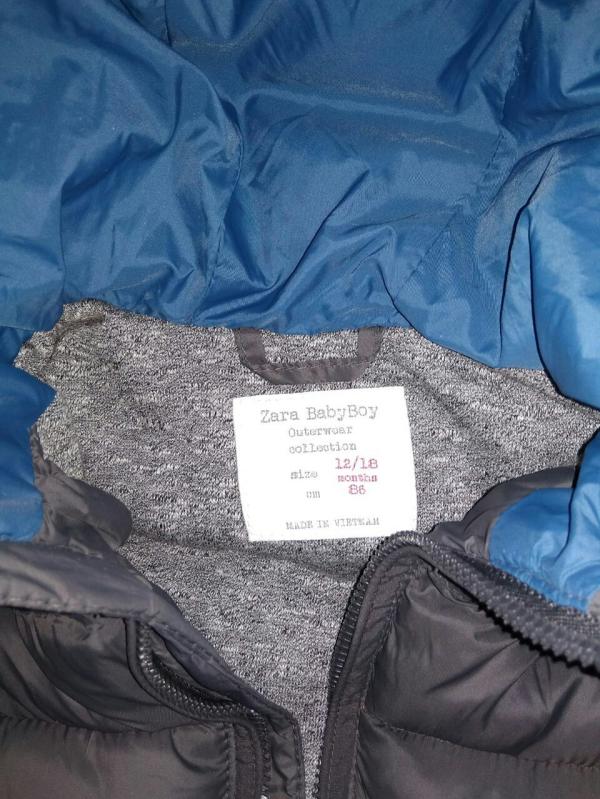 Zara BabyBoy
Outerwear
collection
size 12/18
months
cm 86
MADE IN VIETNAM